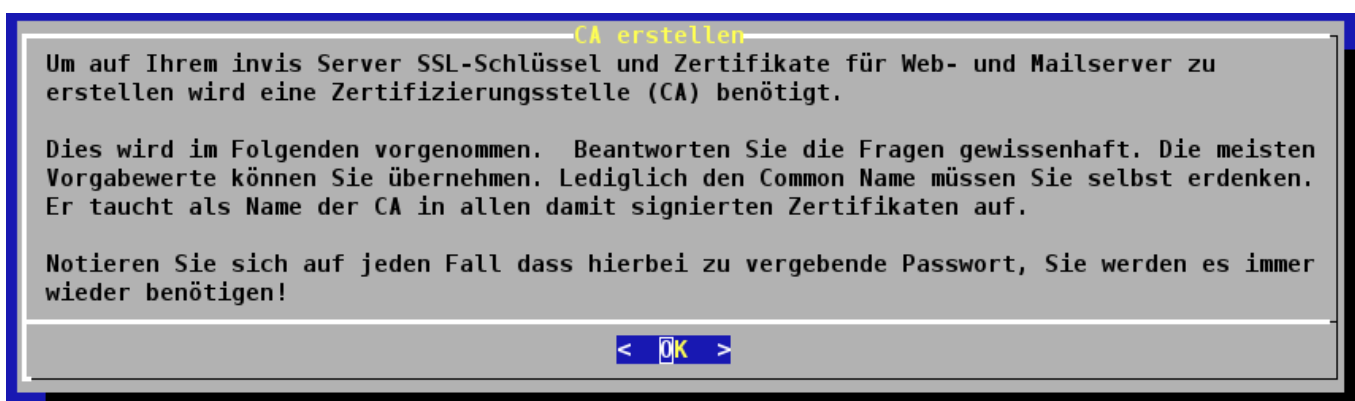 CA erstellen
Um auf Ihrem invis Server SSL-Schlüssel und Zertifikate für Web- und Mailserver zu
erstellen wird eine Zertifizierungsstelle (CA) benötigt.
Dies wird im Folgenden vorgenommen.  Beantworten Sie die Fragen gewissenhaft. Die meisten
Vorgabewerte können Sie übernehmen. Lediglich den Common Name müssen Sie selbst erdenken.
Er taucht als Name der CA in allen damit signierten Zertifikaten auf.
Notieren Sie sich auf jeden Fall dass hierbei zu vergebende Passwort, Sie werden es immer
wieder benötigen!
<  OK  >